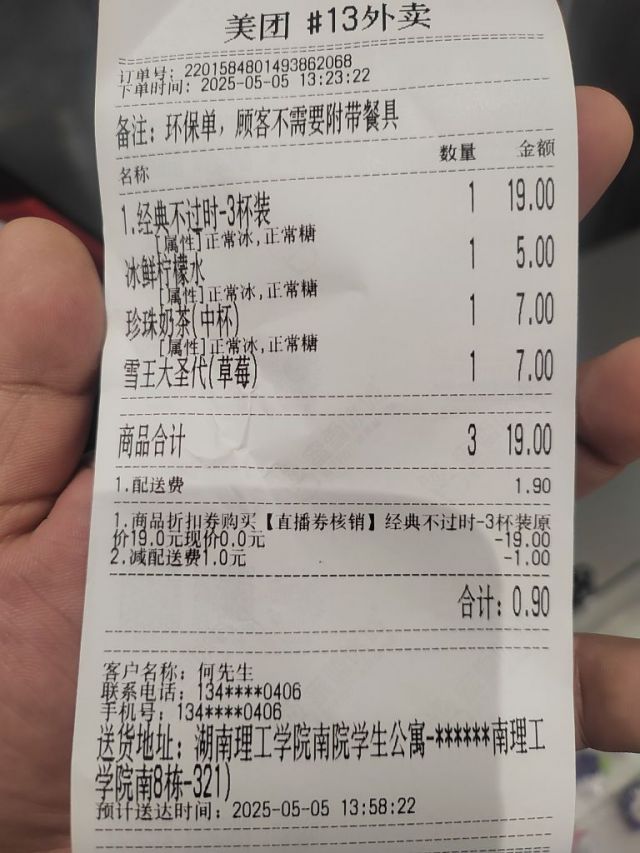 美团 #13外卖
订单号: 2201584801493862068
下单时间: 2025-05-05 13:23:22
备注: 环保单, 顾客不需要附带餐具
名称 数量 金额
1.经典不过时-3杯装 1 19.00
[属性]正常冰,正常糖
冰鲜柠檬水 1 5.00
[属性]正常冰,正常糖
珍珠奶茶(中杯) 1 7.00
[属性]正常冰,正常糖
雪王大圣代(草莓) 1 7.00
商品合计 3 19.00
1.配送费 1.90
1.商品折扣券购买【直播券核销】经典不过时-3杯装原
价19.0元现价0.0元 -19.00
2.减配送费1.0元 -1.00
合计: 0.90
客户名称: 何先生
联系电话: 134****0406
手机号: 134****0406
送货地址: 湖南理工学院南院学生公寓-******南理工
学院南8栋-321)
预计送达时间: 2025-05-05 13:58:22